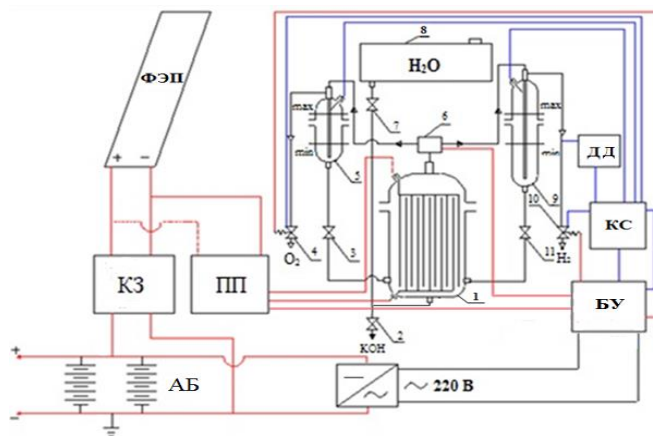 ФЭП
+ −
8
H₂O
7
6
max
min
5
max
min
ДД
10
9
КС
4
O₂
3
11
H₂
КЗ
ПП
1
БУ
2
КОН
+
−
АБ
~ 220 В